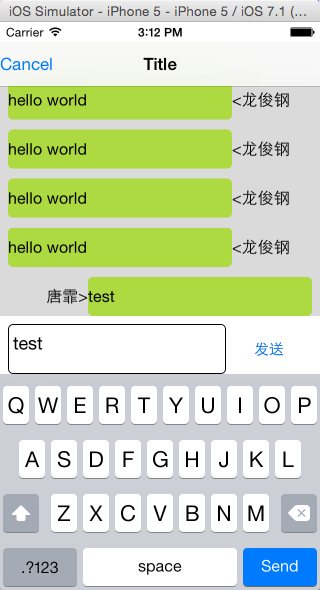 iOS Simulator - iPhone 5 - iPhone 5 / iOS 7.1 (...
Carrier 3:12 PM
Cancel Title
hello world <龙俊钢
hello world <龙俊钢
hello world <龙俊钢
hello world <龙俊钢
唐霏>test
test 发送
Q W E R T Y U I O P
A S D F G H J K L
Z X C V B N M
.?123 space Send